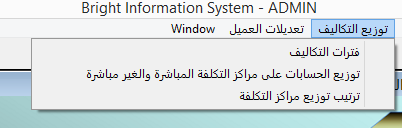 Bright Information System - ADMIN
توزيع التكاليف تعديلات العميل Window
فترات التكاليف
توزيع الحسابات على مراكز التكلفة المباشرة والغير مباشرة
ترتيب توزيع مراكز التكلفة